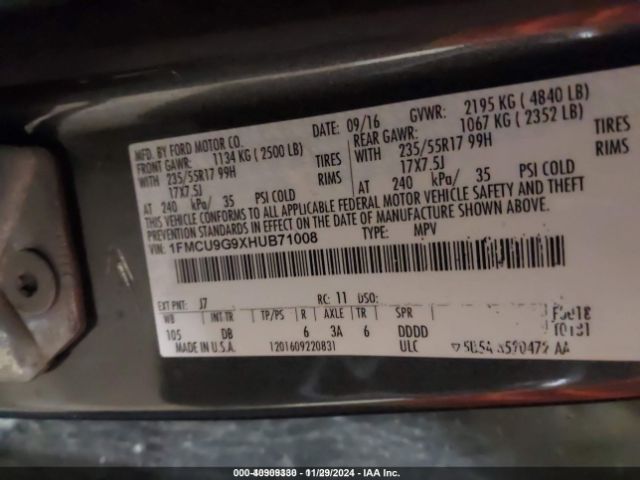 MFD. BY FORD MOTOR CO.
DATE: 09/16 GVWR: 2195 KG ( 4840 LB)
FRONT GAWR: 1134 KG ( 2500 LB) REAR GAWR: 1067 KG ( 2352 LB)
WITH 235/55R17 99H TIRES WITH 235/55R17 99H TIRES
17X7.5J RIMS 17X7.5J RIMS
AT 240 kPa/ 35 PSI COLD AT 240 kPa/ 35 PSI COLD
THIS VEHICLE CONFORMS TO ALL APPLICABLE FEDERAL MOTOR VEHICLE SAFETY AND THEFT
PREVENTION STANDARDS IN EFFECT ON THE DATE OF MANUFACTURE SHOWN ABOVE.
VIN: 1FMCU9G9XHUB71008 TYPE: MPV
EXT PNT: J7 RC: 11 DSO:
WB INT TR TP/PS R AXLE TR SPR
105 DB 6 3A 6 DDDD
MADE IN U.S.A. 1201609220831 ULC
11/29/2024 - IAA Inc.